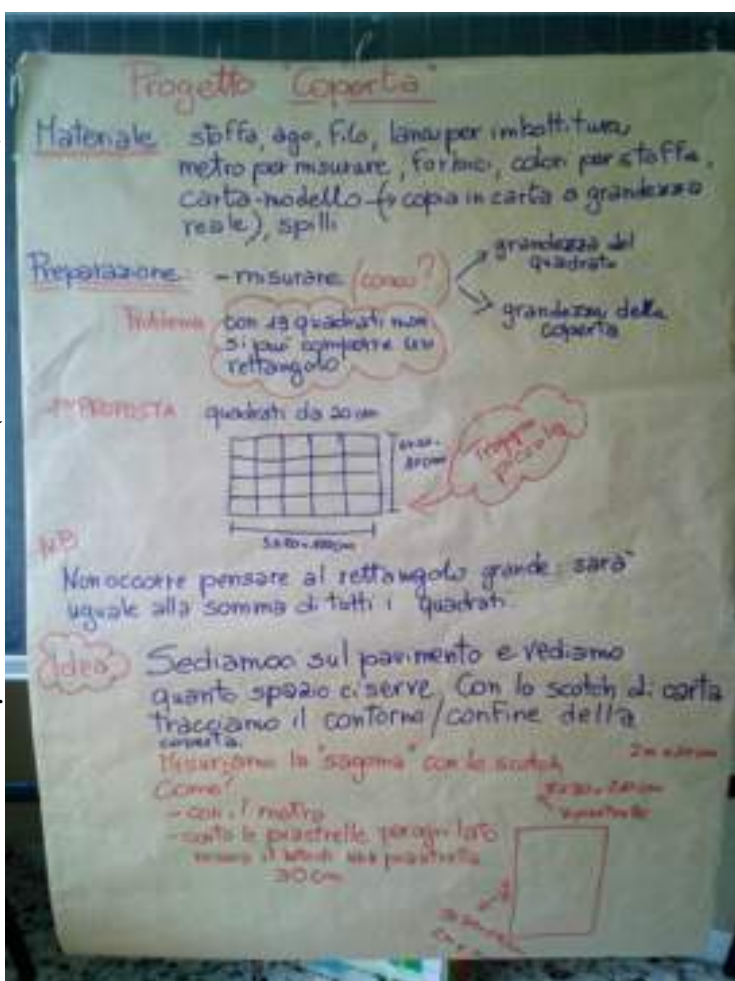 Progetto "Coperta"
Materiale stoffa, ago, filo, lana per imbottitura,
metro per misurare, forbici, colori per stoffa,
carta-modello (→ copia in carta a grandezza
reale), spilli
Preparazione: - misurare (come?)
grandezza del
quadrato
grandezza della
coperta
Problema
con 19 quadrati non
si può comporre un
rettangolo
1ª PROPOSTA quadrati da 20 cm
Troppo
piccola
NB
Non occorre pensare al rettangolo grande: sarà
uguale alla somma di tutti i quadrati.
Idea
Sediamoci sul pavimento e vediamo
quanto spazio ci serve. Con lo scotch di carta
tracciamo il contorno/confine della
coperta.
Misuriamo la "sagoma" con lo scotch
Come?
- con il metro
- conto le piastrelle per ogni lato
piastrella
30 cm